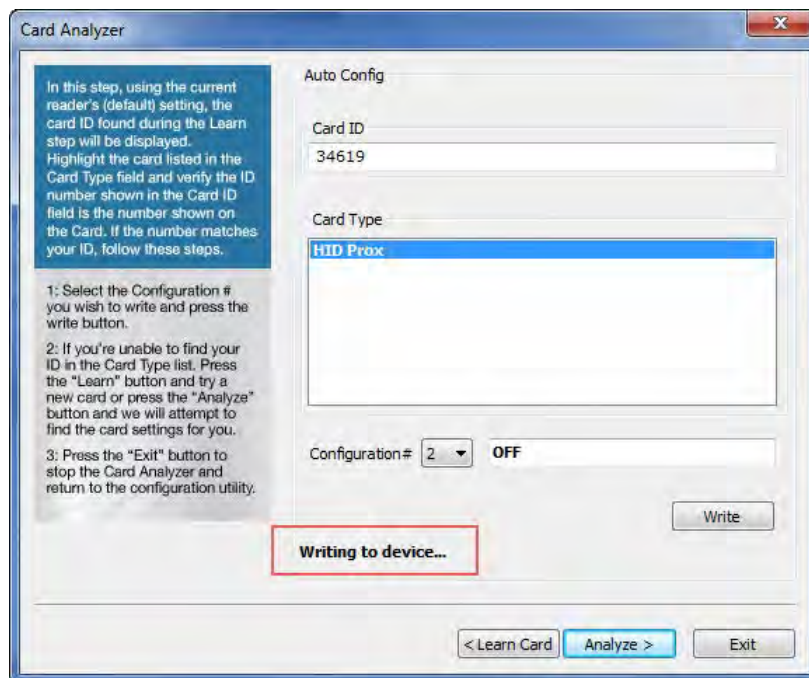 Card Analyzer
In this step, using the current
reader's (default) setting, the
card ID found during the Learn
step will be displayed.
Highlight the card listed in the
Card Type field and verify the ID
number shown in the Card ID
field is the number shown on
the Card. If the number matches
your ID, follow these steps.
1: Select the Configuration #
you wish to write and press the
write button.
2: If you're unable to find your
ID in the Card Type list. Press
the "Learn" button and try a
new card or press the "Analyze"
button and we will attempt to
find the card settings for you.
3: Press the "Exit" button to
stop the Card Analyzer and
return to the configuration utility.
Auto Config
Card ID
34619
Card Type
HID Prox
Configuration# 2 OFF
Write
Writing to device...
< Learn Card Analyze > Exit